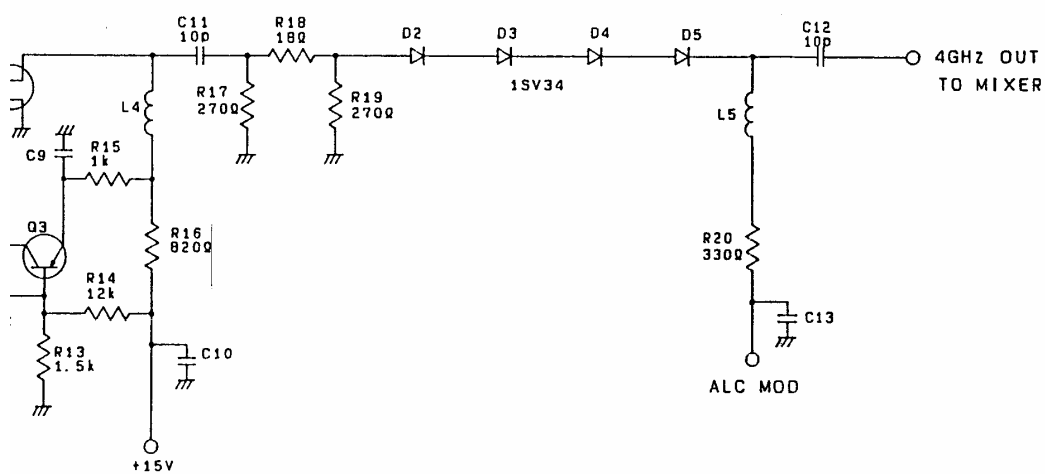 C11
10p
R18
18Ω
D2
D3
D4
D5
C12
10p
4GHz OUT
TO MIXER
1SV34
R17
270Ω
R19
270Ω
L4
L5
C9
R15
1k
Q3
R16
820Ω
R20
330Ω
R14
12k
R13
1.5k
C10
C13
ALC MOD
+15V